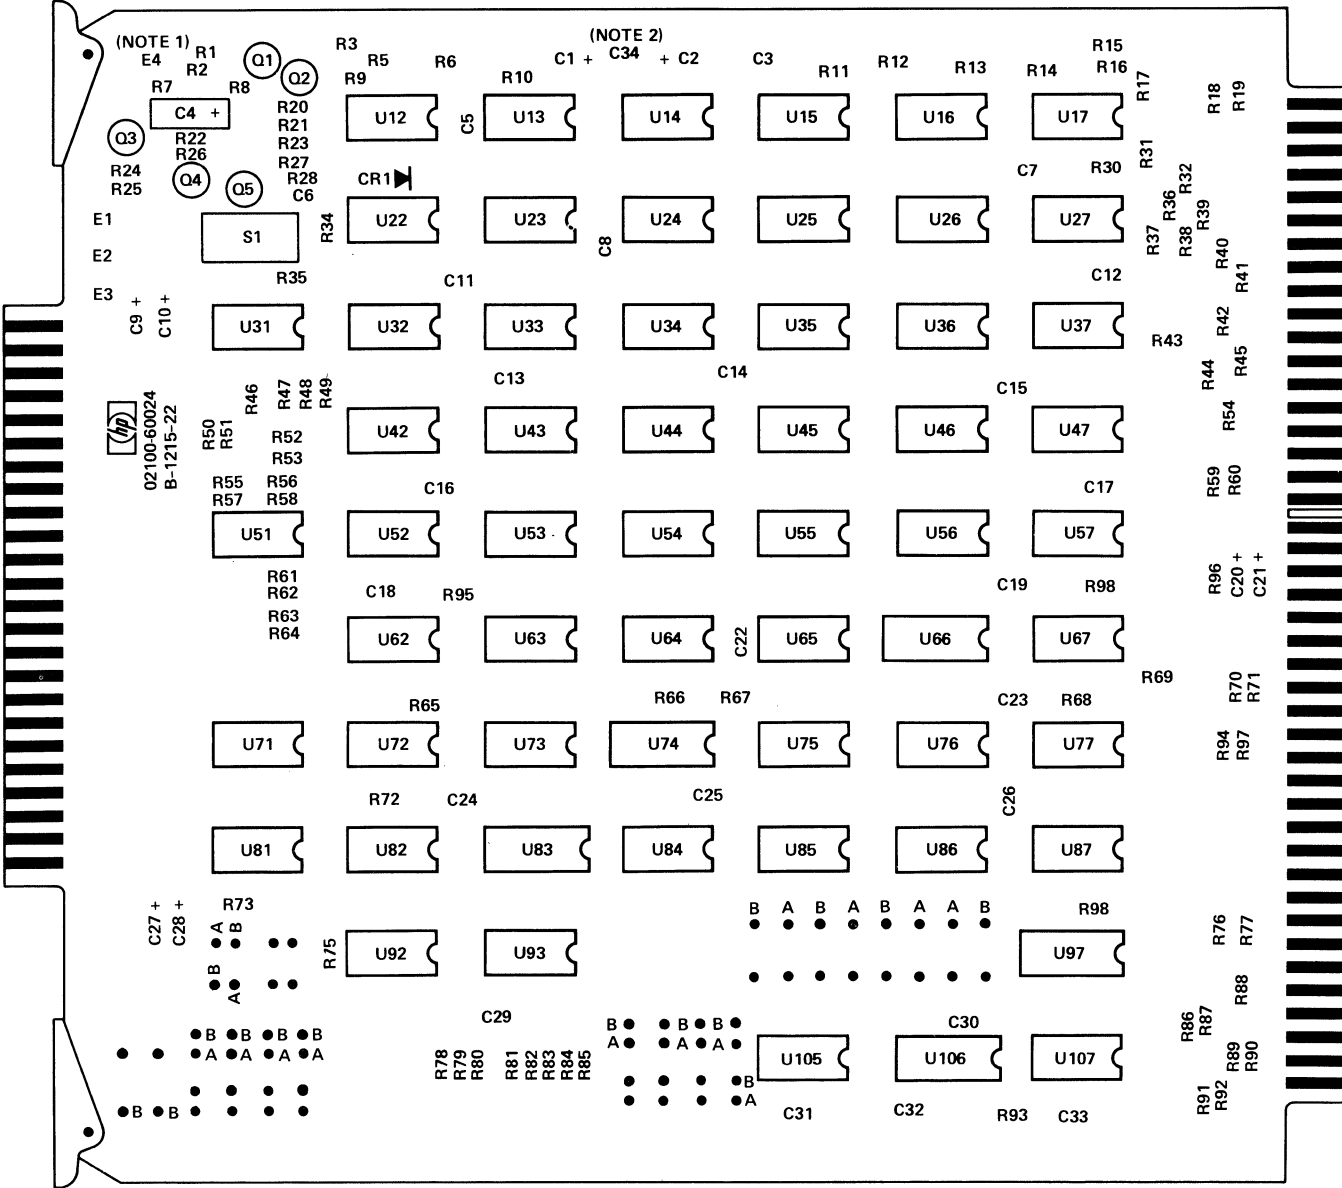 (NOTE 1)
E4
R1
R2
Q1
Q2
R3
R5
R6
R9
R10
C1 +
(NOTE 2)
C34
+ C2
C3
R11
R12
R13
R14
R15
R16
R17
R18
R19
R7
R8
C4 +
R20
R21
R23
R27
R28
C6
Q3
R22
R26
R24
R25
Q4
Q5
U12
C5
U13
U14
U15
U16
U17
R31
CR1
C7
R30
R32
R36
R39
E1
E2
E3
S1
R34
U22
U23
C8
U24
U25
U26
U27
R37
R38
R40
R41
R35
C11
C12
C9 +
C10 +
U31
U32
U33
U34
U35
U36
U37
R42
R43
R44
R45
C13
C14
C15
hp
02100-60024
B-1215-22
R46
R47
R48
R49
R50
R51
R52
R53
U42
U43
U44
U45
U46
U47
R54
R55
R56
R57
R58
C16
C17
R59
R60
U51
U52
U53
U54
U55
U56
U57
R61
R62
C18
R95
C19
R98
R96
C20 +
C21 +
R63
R64
U62
U63
U64
C22
U65
U66
U67
R69
R65
R66
R67
C23
R68
R70
R71
U71
U72
U73
U74
U75
U76
U77
R94
R97
R72
C24
C25
C26
U81
U82
U83
U84
U85
U86
U87
C27 +
C28 +
R73
A B
B A B A B A A B
R98
R76
R77
R75
U92
U93
U97
B
A
R88
C29
C30
R86
R87
B B B B
A A A A
R78
R79
R80
R81
R82
R83
R84
R85
B B B
A A A
U105
U106
U107
R89
R90
B
A
B B
C31
C32
R93
C33
R91
R92